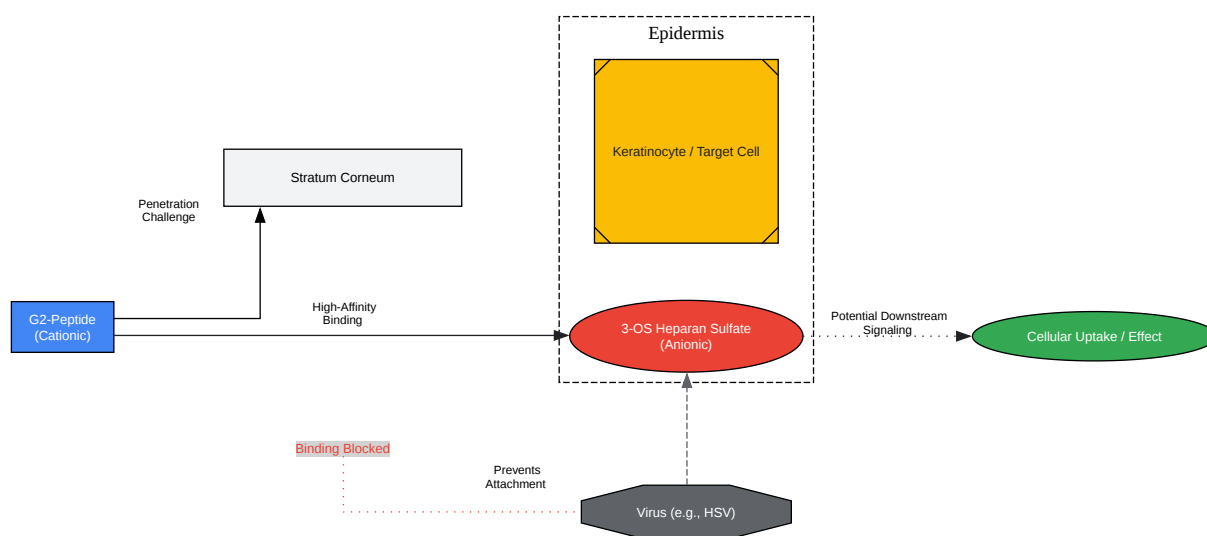 Epidermis
Keratinocyte / Target Cell
Stratum Corneum
Penetration
Challenge
G2-Peptide
(Cationic)
High-Affinity
Binding
3-OS Heparan Sulfate
(Anionic)
Potential Downstream
Signaling
Cellular Uptake / Effect
Binding Blocked
Prevents
Attachment
Virus (e.g., HSV)